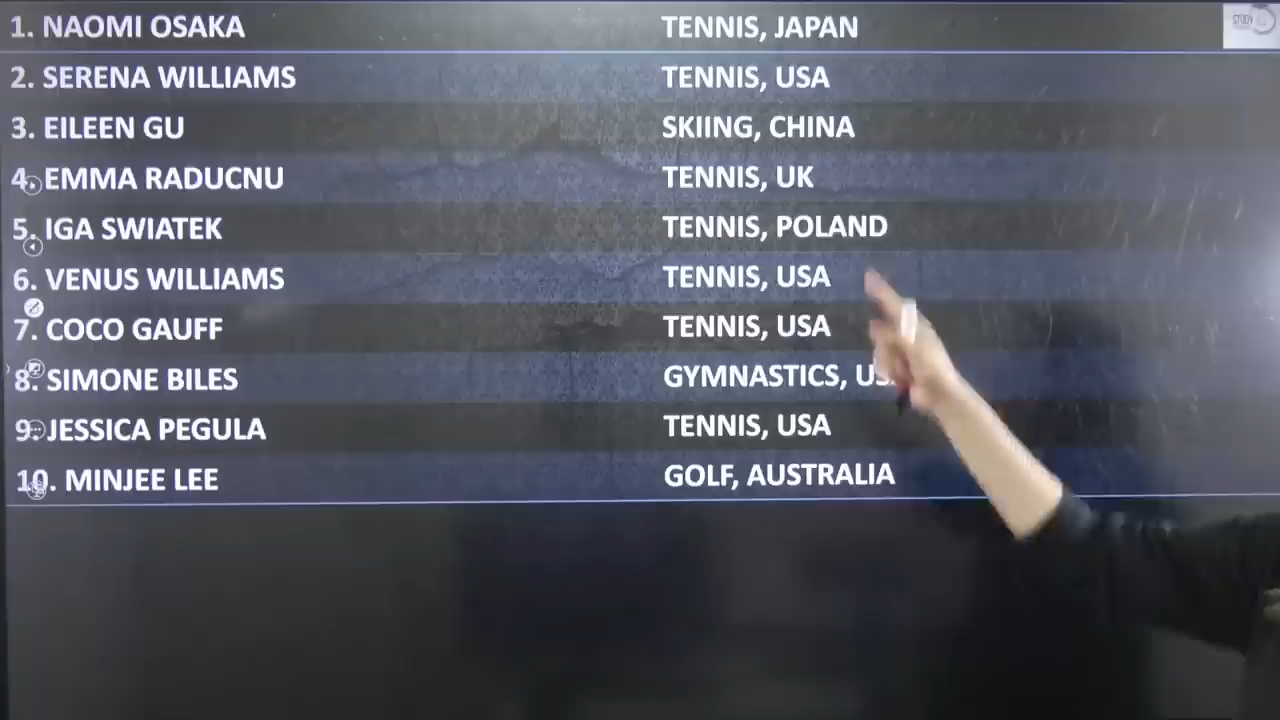 1. NAOMI OSAKA TENNIS, JAPAN
2. SERENA WILLIAMS TENNIS, USA
3. EILEEN GU SKIING, CHINA
4. EMMA RADUCNU TENNIS, UK
5. IGA SWIATEK TENNIS, POLAND
6. VENUS WILLIAMS TENNIS, USA
7. COCO GAUFF TENNIS, USA
8. SIMONE BILES GYMNASTICS, US
9. JESSICA PEGULA TENNIS, USA
10. MINJEE LEE GOLF, AUSTRALIA
STUDY